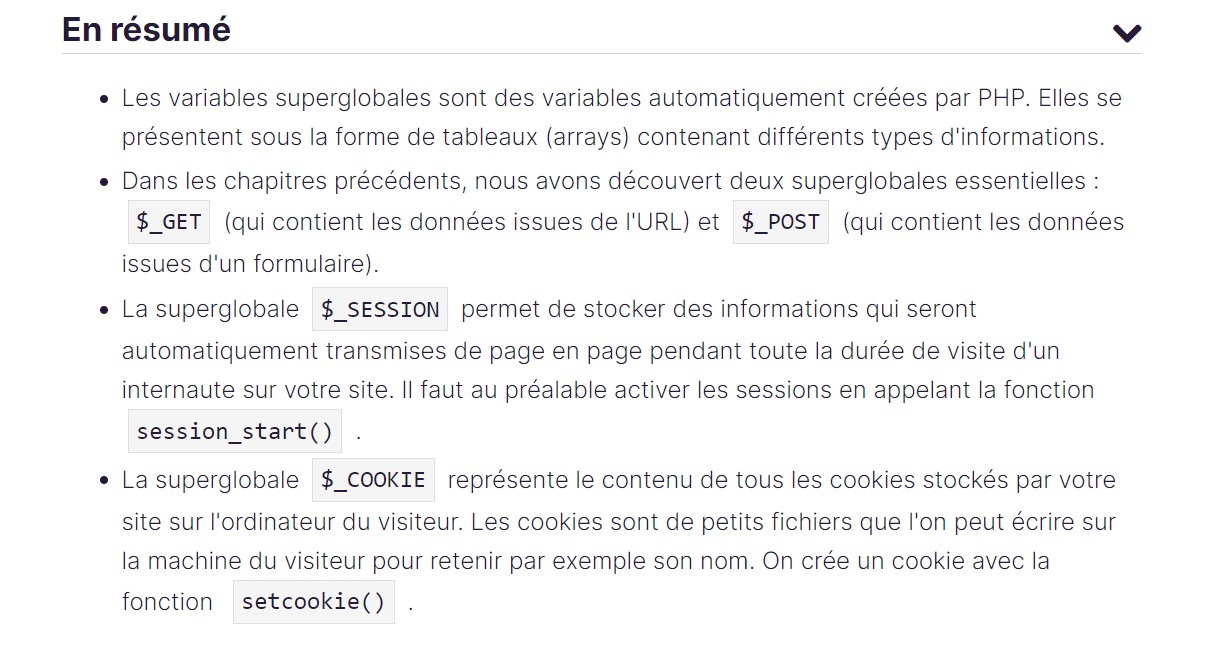 En résumé
Les variables superglobales sont des variables automatiquement créées par PHP. Elles se
présentent sous la forme de tableaux (arrays) contenant différents types d'informations.
Dans les chapitres précédents, nous avons découvert deux superglobales essentielles :
$_GET (qui contient les données issues de l'URL) et $_POST (qui contient les données
issues d'un formulaire).
La superglobale $_SESSION permet de stocker des informations qui seront
automatiquement transmises de page en page pendant toute la durée de visite d'un
internaute sur votre site. Il faut au préalable activer les sessions en appelant la fonction
session_start() .
La superglobale $_COOKIE représente le contenu de tous les cookies stockés par votre
site sur l'ordinateur du visiteur. Les cookies sont de petits fichiers que l'on peut écrire sur
la machine du visiteur pour retenir par exemple son nom. On crée un cookie avec la
fonction setcookie() .